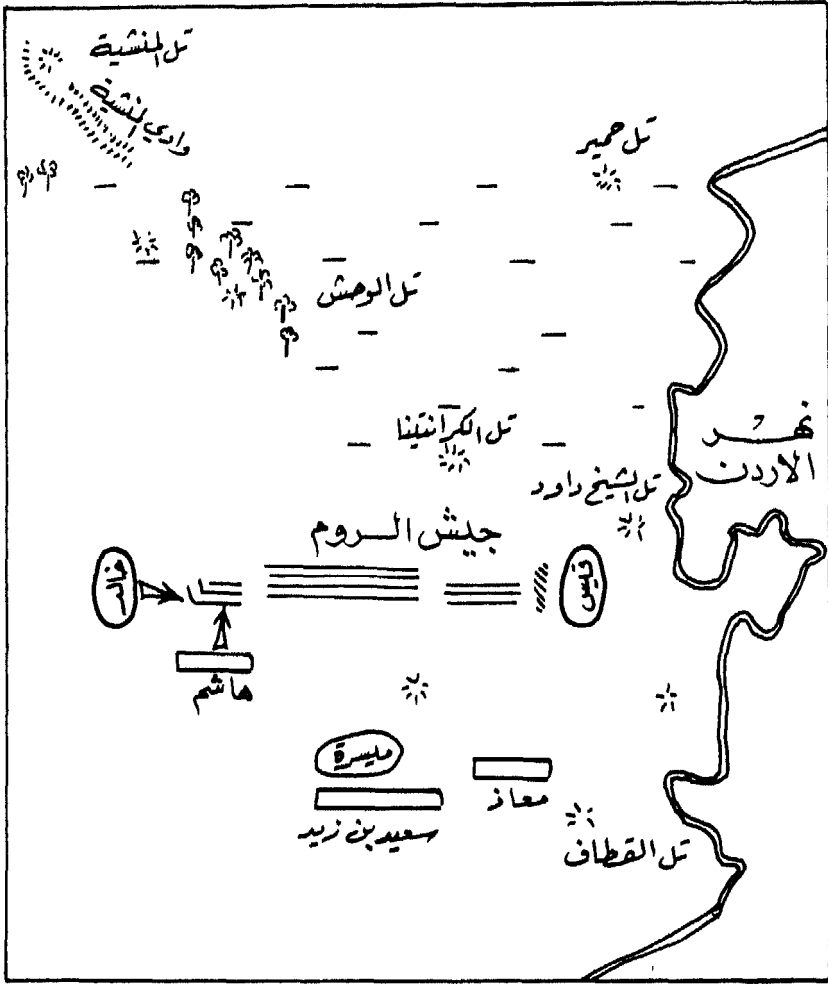 تل المنشية
وادي المنشية
تل حمير
تل الوحش
تل الكرانتينا
نهر
الاردن
تل الشيخ داود
جيش الروم
خالد
قيس
هاشم
ميسرة
معاذ
سعيد بن زيد
تل القطاف